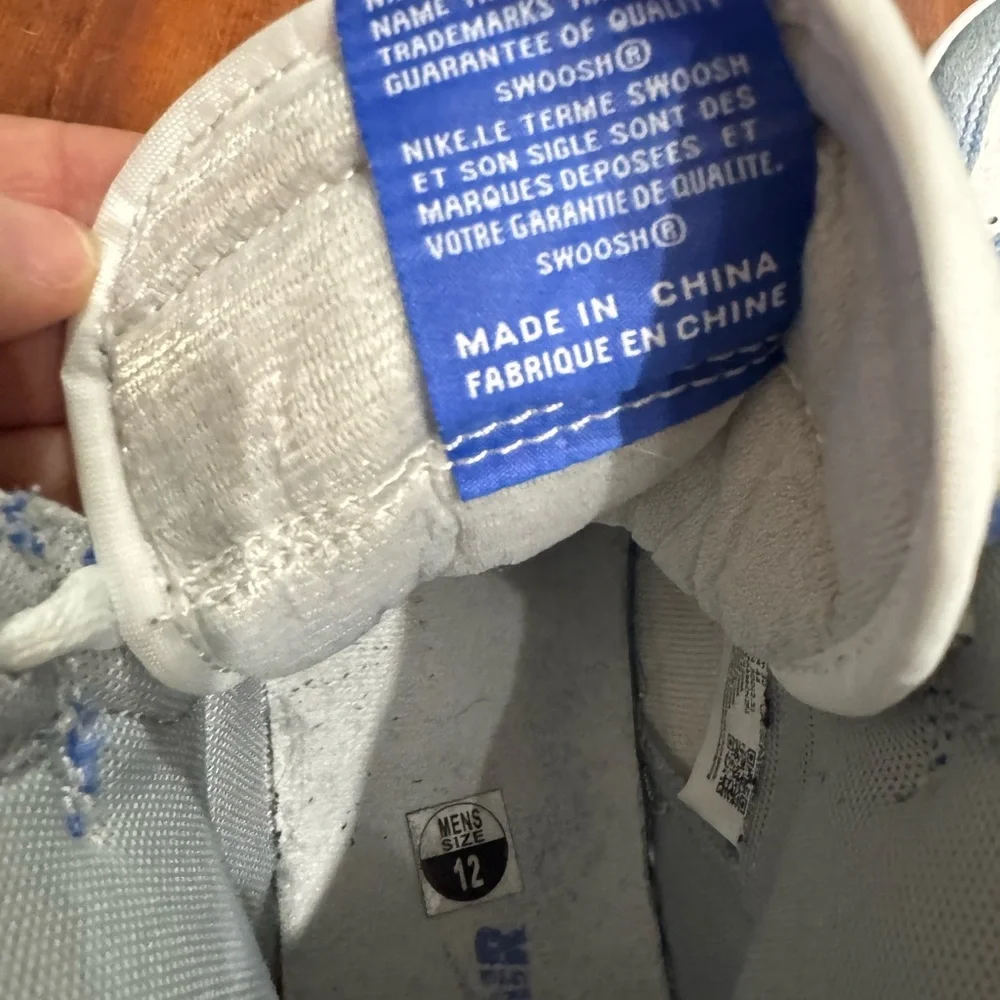 NAME
TRADEMARKS
GUARANTEE OF QUALITY
SWOOSH®
NIKE.LE TERME SWOOSH
ET SON SIGLE SONT DES
MARQUES DEPOSEES ET
VOTRE GARANTIE DE QUALITE.
SWOOSH®
MADE IN CHINA
FABRIQUE EN CHINE
MENS
SIZE
12